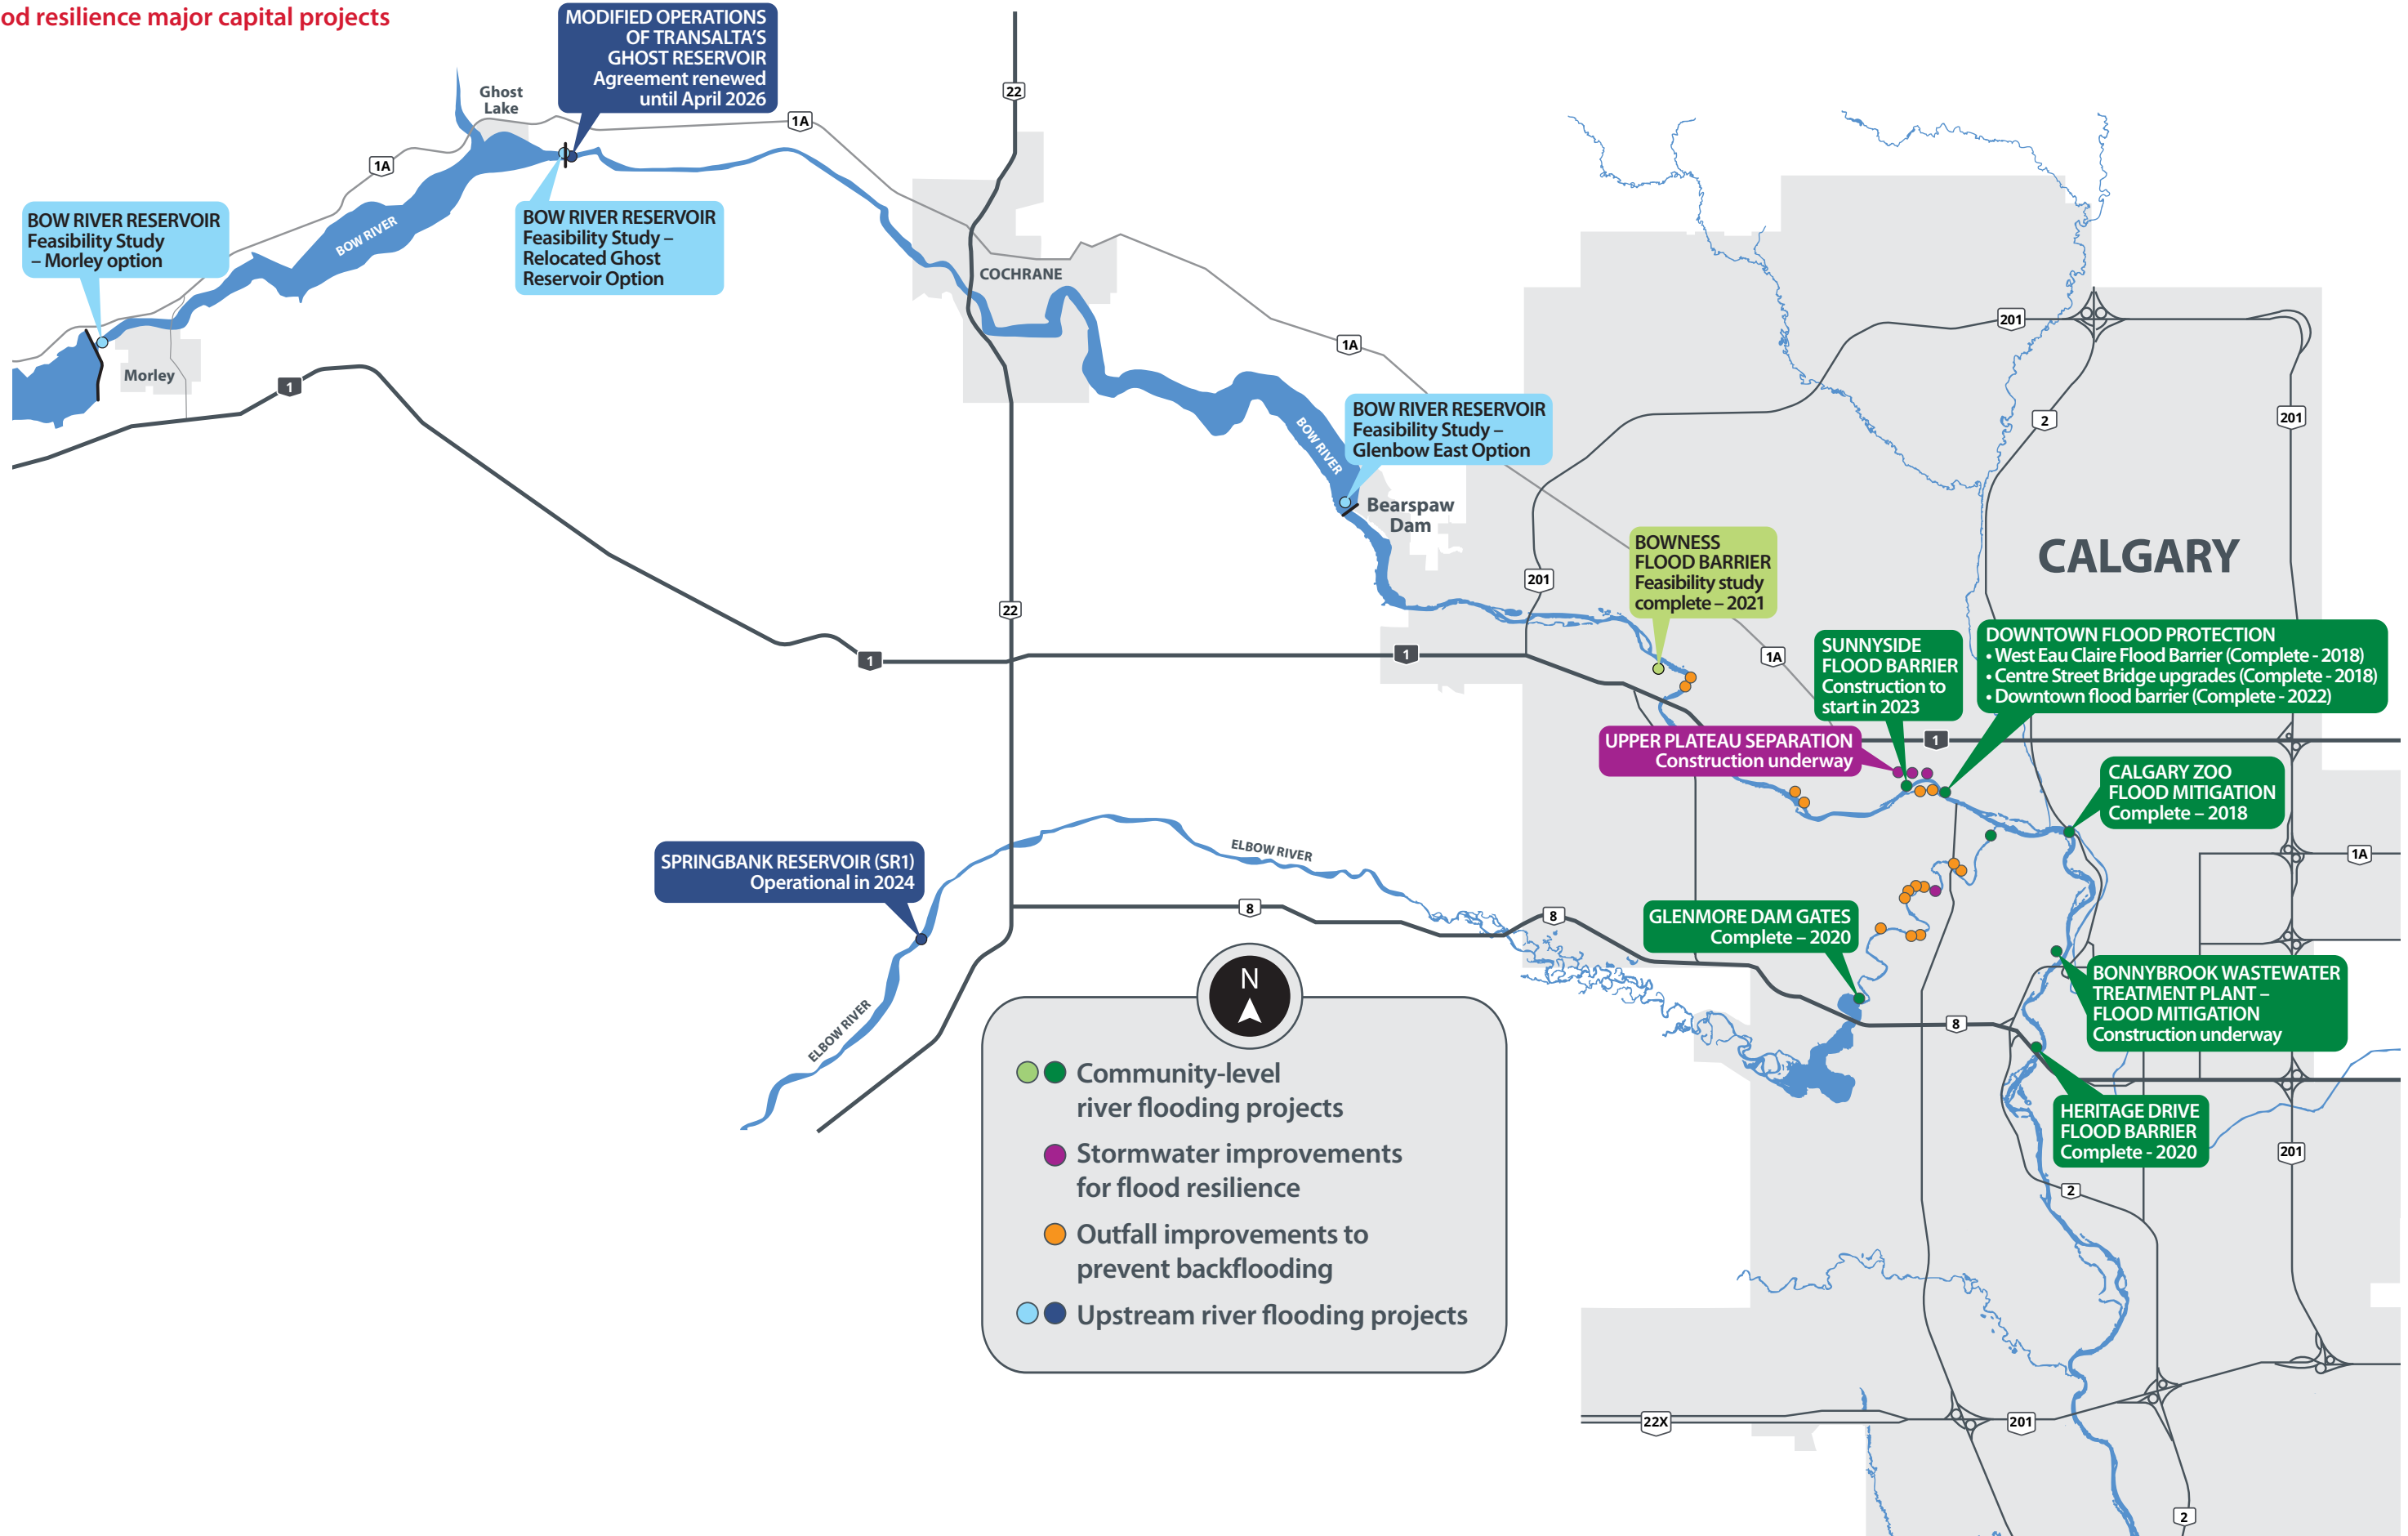 od resilience major capital projects
MODIFIED OPERATIONS
OF TRANSALTA'S
GHOST RESERVOIR
Agreement renewed
until April 2026
Ghost
Lake
22
1A
1A
BOW RIVER RESERVOIR
Feasibility Study
– Morley option
BOW RIVER
BOW RIVER RESERVOIR
Feasibility Study –
Relocated Ghost
Reservoir Option
COCHRANE
Morley
1
1A
201
2
201
BOW RIVER RESERVOIR
Feasibility Study –
Glenbow East Option
BOW RIVER
Bearspaw
Dam
CALGARY
BOWNESS
FLOOD BARRIER
Feasibility study
complete – 2021
201
22
1
1
1A
SUNNYSIDE
FLOOD BARRIER
Construction to
start in 2023
DOWNTOWN FLOOD PROTECTION
• West Eau Claire Flood Barrier (Complete - 2018)
• Centre Street Bridge upgrades (Complete - 2018)
• Downtown flood barrier (Complete - 2022)
UPPER PLATEAU SEPARATION
Construction underway
1
CALGARY ZOO
FLOOD MITIGATION
Complete – 2018
1A
SPRINGBANK RESERVOIR (SR1)
Operational in 2024
ELBOW RIVER
8
8
GLENMORE DAM GATES
Complete – 2020
BONNYBROOK WASTEWATER
TREATMENT PLANT –
FLOOD MITIGATION
Construction underway
ELBOW RIVER
8
N
Community-level
river flooding projects
Stormwater improvements
for flood resilience
Outfall improvements to
prevent backflooding
Upstream river flooding projects
HERITAGE DRIVE
FLOOD BARRIER
Complete - 2020
201
2
22X
201
2